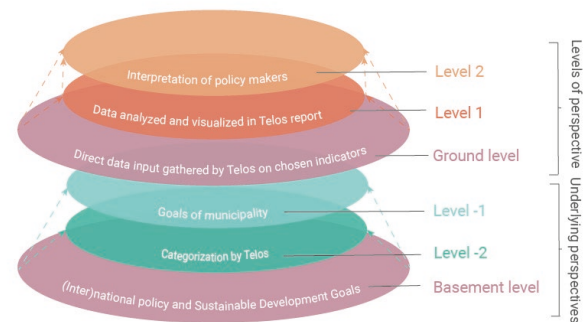 Interpretation of policy makers
Level 2
Data analyzed and visualized in Telos report
Level 1
Direct data input gathered by Telos on chosen indicators
Ground level
Levels of perspective
Goals of municipality
Level -1
Categorization by Telos
Level -2
(Inter)national policy and Sustainable Development Goals
Basement level
Underlying perspectives